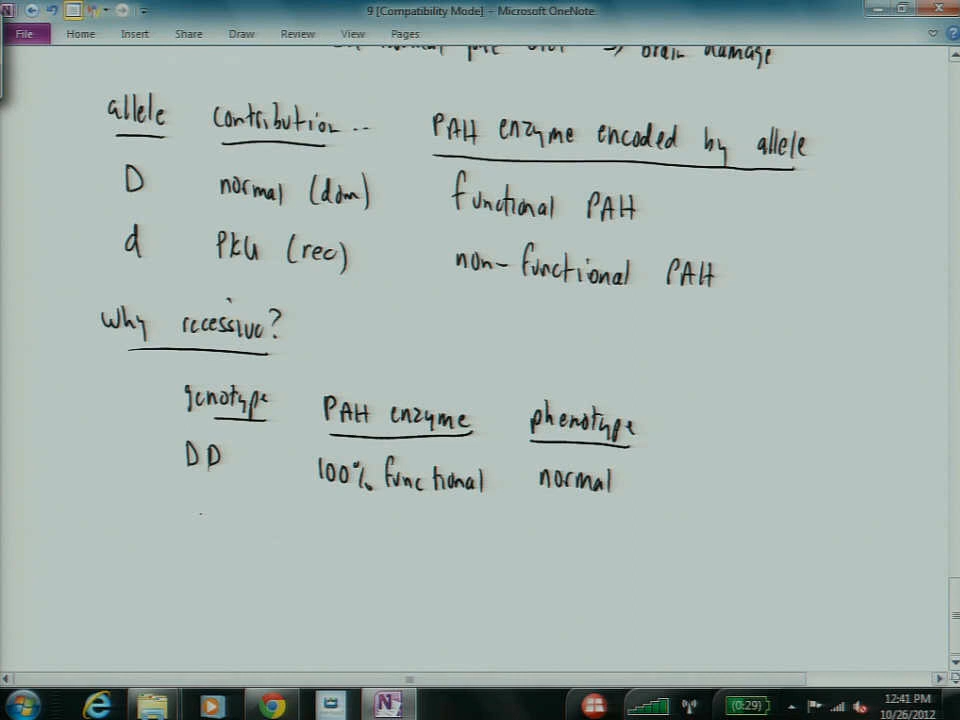 9 [Compatibility Mode] - Microsoft OneNote
File Home Insert Share Draw Review View Pages
brain damage
allele contribution... PAH enzyme encoded by allele
D normal (dom) functional PAH
d PKU (rec) non-functional PAH
Why recessive?
genotype PAH enzyme phenotype
DD 100% functional normal
(0:29) 12:41 PM
10/26/2012